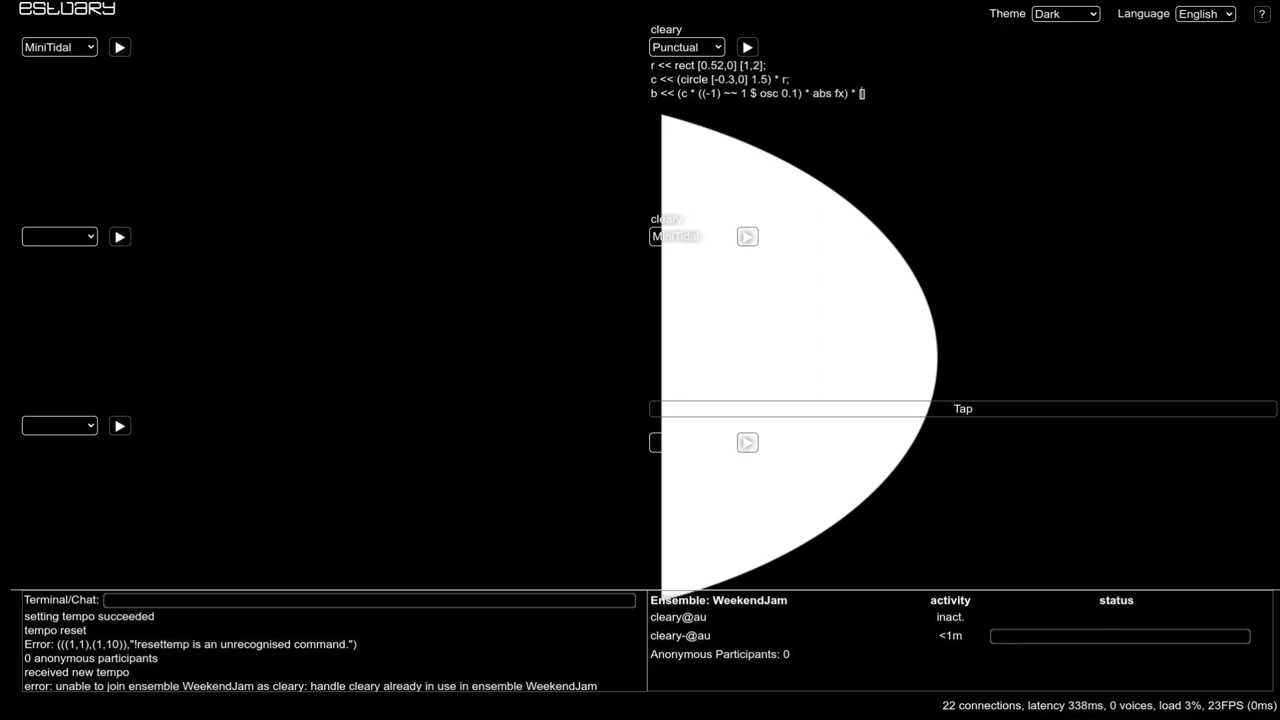 estuary
Theme Dark Language English ?
MiniTidal
cleary
Punctual
r << rect [0.52,0] [1,2];
c << (circle [-0.3,0] 1.5) * r;
b << (c * ((-1) ~~ 1 $ osc 0.1) * abs fx) * []
cleary
MiniTidal
Tap
Terminal/Chat:
setting tempo succeeded
tempo reset
Error: (((1,1),(1,10)),"!resettemp is an unrecognised command.")
0 anonymous participants
received new tempo
error: unable to join ensemble WeekendJam as cleary: handle cleary already in use in ensemble WeekendJam
Ensemble: WeekendJam activity status
cleary@au inact.
cleary-@au <1m
Anonymous Participants: 0
22 connections, latency 338ms, 0 voices, load 3%, 23FPS (0ms)